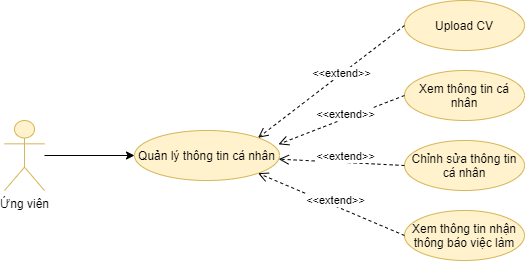 Upload CV
<<extend>>
Xem thông tin cá
nhân
<<extend>>
Quản lý thông tin cá nhân
<<extend>>
Chỉnh sửa thông tin
cá nhân
Ứng viên
<<extend>>
Xem thông tin nhận
thông báo việc làm